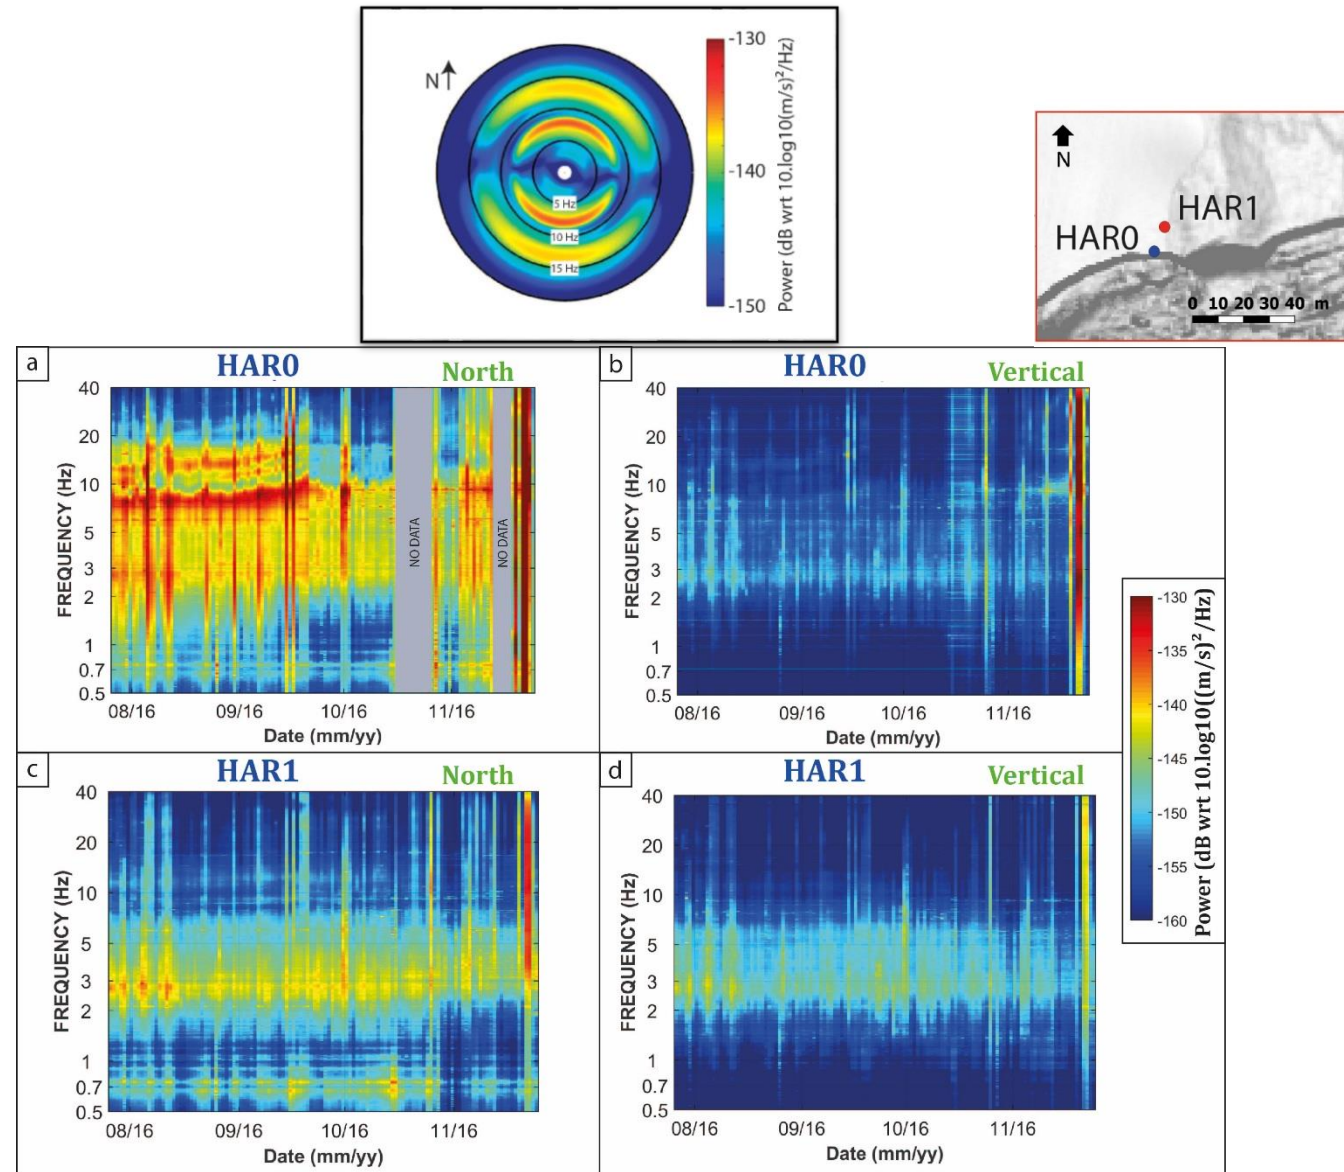 N
5 Hz
10 Hz
15 Hz
-130
-140
-150
Power (dB wrt 10.log10(m/s)²/Hz)
N
HAR1
HAR0
0 10 20 30 40 m
a
HAR0
North
40
20
10
5
3
2
1
0.7
0.5
FREQUENCY (Hz)
NO DATA
NO DATA
08/16
09/16
10/16
11/16
Date (mm/yy)
b
HAR0
Vertical
40
20
10
5
3
2
1
0.7
0.5
FREQUENCY (Hz)
08/16
09/16
10/16
11/16
Date (mm/yy)
c
HAR1
North
40
20
10
5
3
2
1
0.7
0.5
FREQUENCY (Hz)
08/16
09/16
10/16
11/16
Date (mm/yy)
d
HAR1
Vertical
40
20
10
5
3
2
1
0.7
0.5
FREQUENCY (Hz)
08/16
09/16
10/16
11/16
Date (mm/yy)
-130
-135
-140
-145
-150
-155
-160
Power (dB wrt 10.log10((m/s)²/Hz)